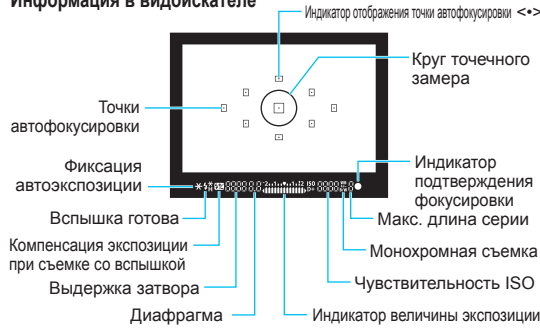 Информация в видоискателе
Индикатор отображения точки автофокусировки <•>
Круг точечного
замера
Точки
автофокусировки
Фиксация
автоэкспозиции
Индикатор
подтверждения
фокусировки
Вспышка готова
Макс. длина серии
Компенсация экспозиции
при съемке со вспышкой
Монохромная съемка
Выдержка затвора
Чувствительность ISO
Диафрагма
Индикатор величины экспозиции